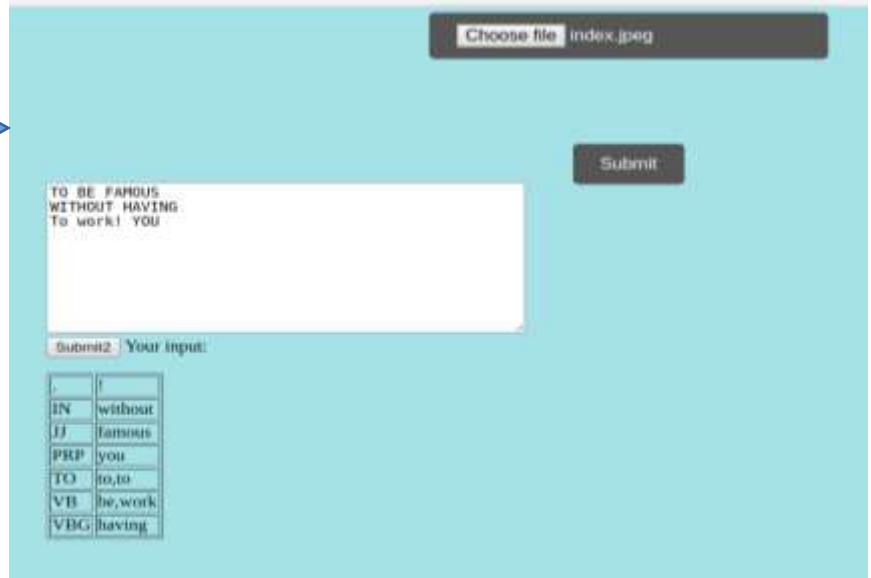 Choose file index.jpeg
Submit
TO BE FAMOUS
WITHOUT HAVING
To work! YOU
Submit2 Your input:
. !
IN without
JJ famous
PRP you
TO to,to
VB be,work
VBG having